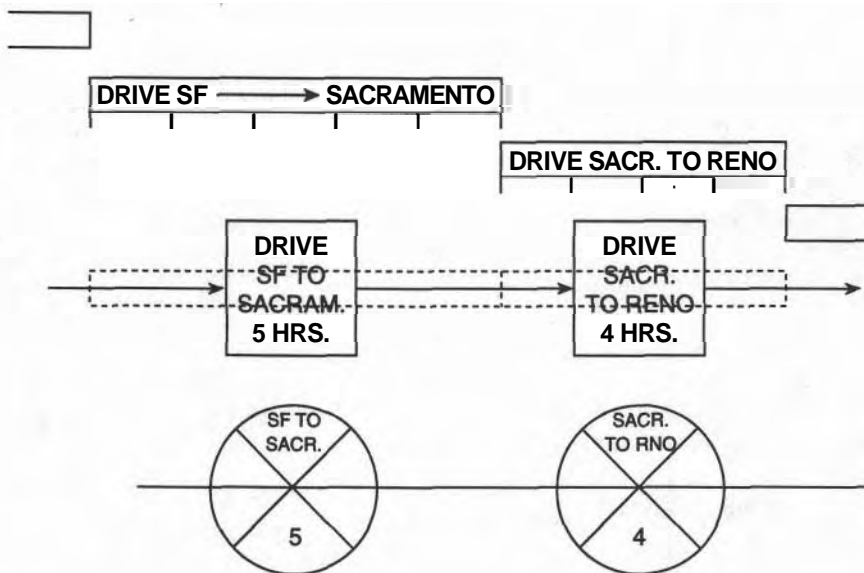 DRIVE SF SACRAMENTO
DRIVE SACR. TO RENO
DRIVE
SF TO
SACRAM.
5 HRS.
DRIVE
SACR.
TO RENO
4 HRS.
SF TO
SACR.
5
SACR.
TO RNO
4